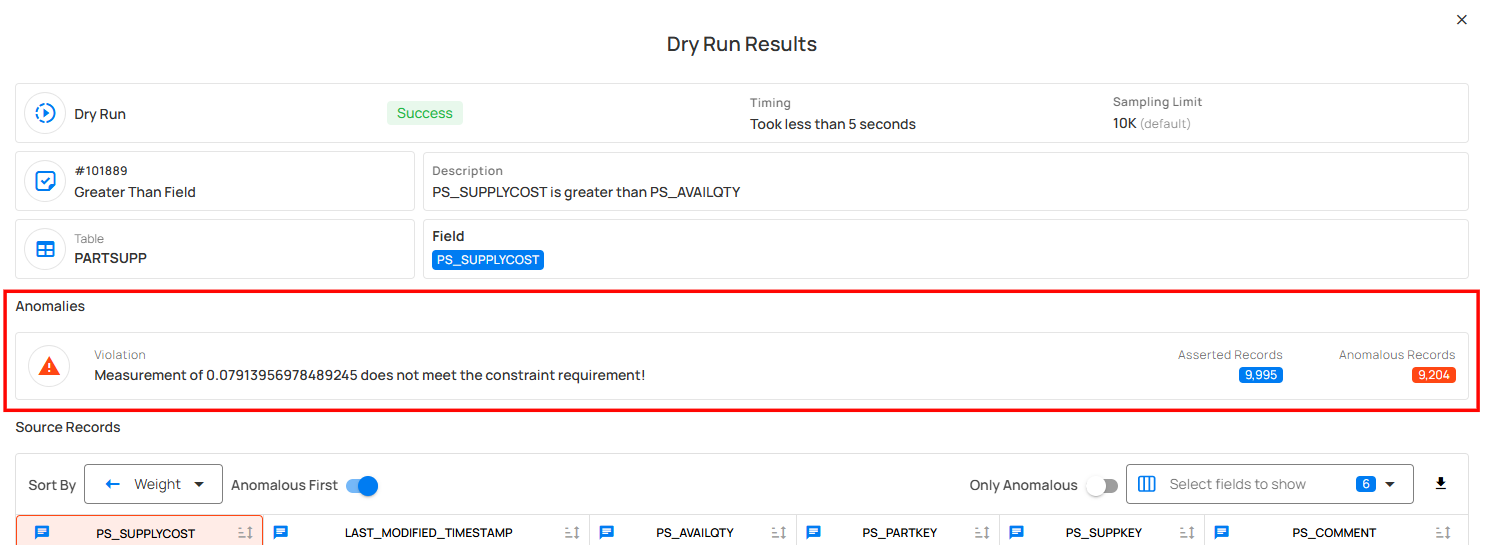 Dry Run Results
Dry Run
Success
Timing
Took less than 5 seconds
Sampling Limit
10K (default)
#101889
Greater Than Field
Description
PS_SUPPLYCOST is greater than PS_AVAILQTY
Table
PARTSUPP
Field
PS_SUPPLYCOST
Anomalies
Violation
Measurement of 0.07913956978489245 does not meet the constraint requirement!
Asserted Records
9,995
Anomalous Records
9,204
Source Records
Sort By
Weight
Anomalous First
Only Anomalous
Select fields to show
6
PS_SUPPLYCOST LAST_MODIFIED_TIMESTAMP PS_AVAILQTY PS_PARTKEY PS_SUPPKEY PS_COMMENT